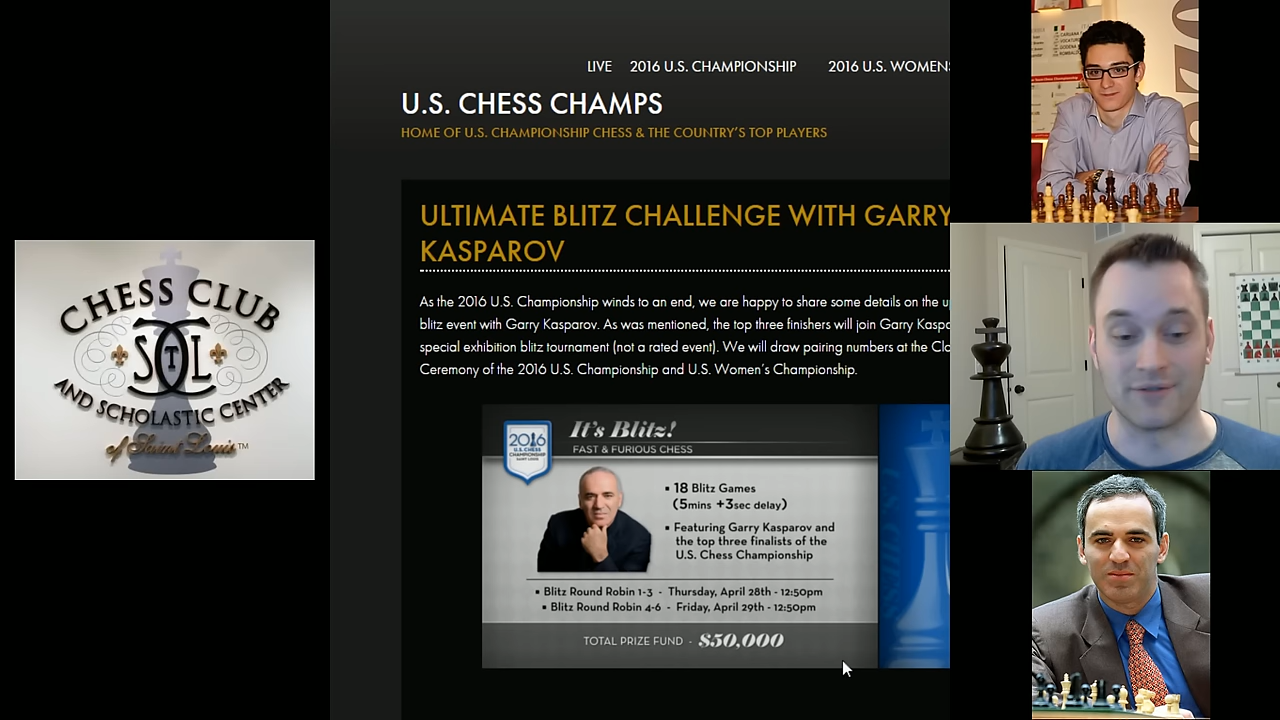 LIVE 2016 U.S. CHAMPIONSHIP 2016 U.S. WOMEN
U.S. CHESS CHAMPS
HOME OF U.S. CHAMPIONSHIP CHESS & THE COUNTRY'S TOP PLAYERS
ULTIMATE BLITZ CHALLENGE WITH GARRY
KASPAROV
As the 2016 U.S. Championship winds to an end, we are happy to share some details on the
blitz event with Garry Kasparov. As was mentioned, the top three finishers will join Garry
special exhibition blitz tournament (not a rated event). We will draw pairing numbers at the
Ceremony of the 2016 U.S. Championship and U.S. Women's Championship.
2016
U.S. CHESS
CHAMPIONSHIP
SAINT LOUIS
It's Blitz!
FAST & FURIOUS CHESS
▪ 18 Blitz Games
(5mins +3sec delay)
▪ Featuring Garry Kasparov and
the top three finalists of the
U.S. Chess Championship
▪ Blitz Round Robin 1-3 - Thursday, April 28th - 12:50pm
▪ Blitz Round Robin 4-6 - Friday, April 29th - 12:50pm
TOTAL PRIZE FUND - $50,000
CHESS CLUB
STL
AND SCHOLASTIC CENTER
of Saint Louis™